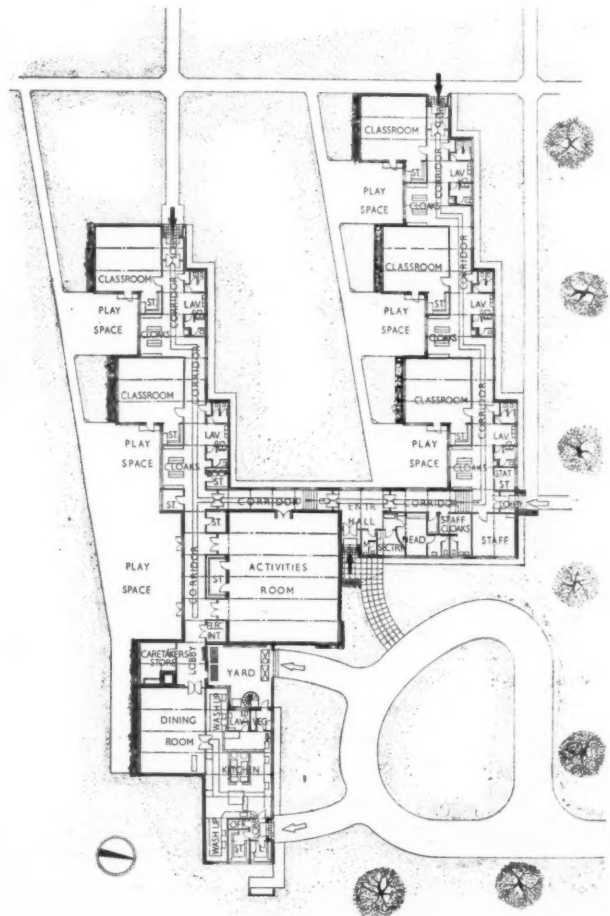 CLASSROOM
CORRIDOR
ST.
LAV
PLAY
SPACE
CLOAKS
CLASSROOM
ST.
LAV
PLAY
SPACE
CLOAKS
CORRIDOR
CLASSROOM
ST.
LAV
PLAY
SPACE
CLOAKS
CORRIDOR
ST.
CLASSROOM
CORRIDOR
ST.
LAV
PLAY
SPACE
CLOAKS
CORRIDOR
CLASSROOM
ST.
LAV
PLAY
SPACE
CLOAKS
ST.
ST.
CORRIDOR
ENTR
HALL
CORRIDOR
STAFF
CLOAKS
HEAD
STAFF
ST.
ACTIVITIES
ROOM
ST.
CORRIDOR
PLAY
SPACE
ELEC
INT
CARETAKERS
STORE
LOBBY
YARD
WASH UP
LAV
VEG
DINING
ROOM
KITCHEN
WASH UP
OFF
ST.